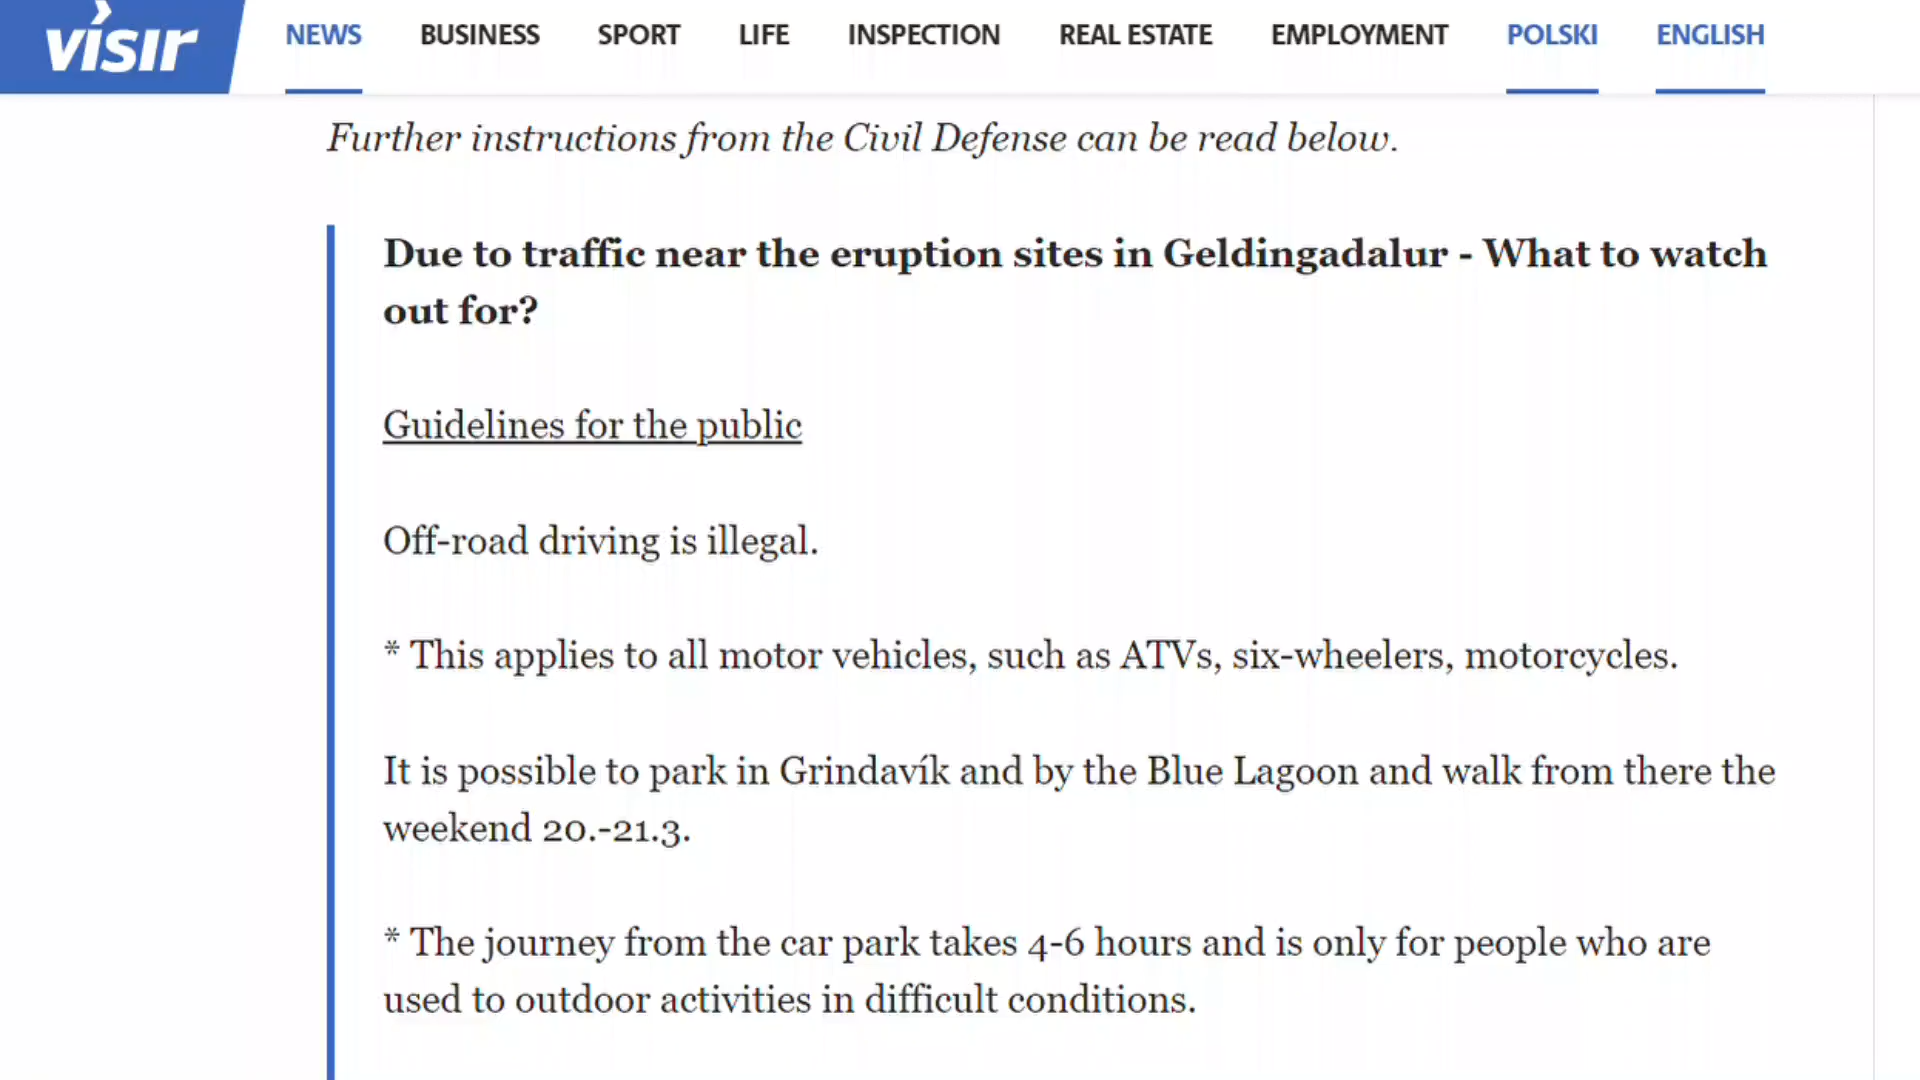 vísir NEWS BUSINESS SPORT LIFE INSPECTION REAL ESTATE EMPLOYMENT POLSKI ENGLISH
Further instructions from the Civil Defense can be read below.
Due to traffic near the eruption sites in Geldingadalur - What to watch
out for?
Guidelines for the public
Off-road driving is illegal.
* This applies to all motor vehicles, such as ATVs, six-wheelers, motorcycles.
It is possible to park in Grindavík and by the Blue Lagoon and walk from there the
weekend 20.-21.3.
* The journey from the car park takes 4-6 hours and is only for people who are
used to outdoor activities in difficult conditions.